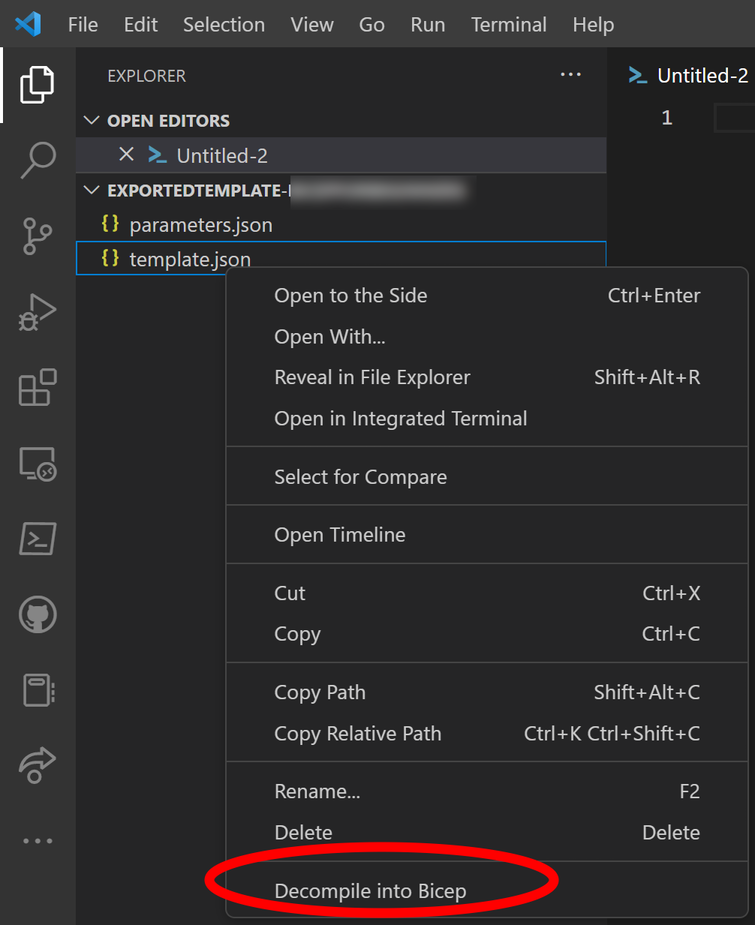 File Edit Selection View Go Run Terminal Help
EXPLORER ...
Untitled-2
OPEN EDITORS
1
Untitled-2
EXPORTEDTEMPLATE-
{} parameters.json
{} template.json
Open to the Side Ctrl+Enter
Open With...
Reveal in File Explorer Shift+Alt+R
Open in Integrated Terminal
Select for Compare
Open Timeline
Cut Ctrl+X
Copy Ctrl+C
Copy Path Shift+Alt+C
Copy Relative Path Ctrl+K Ctrl+Shift+C
Rename... F2
Delete Delete
Decompile into Bicep